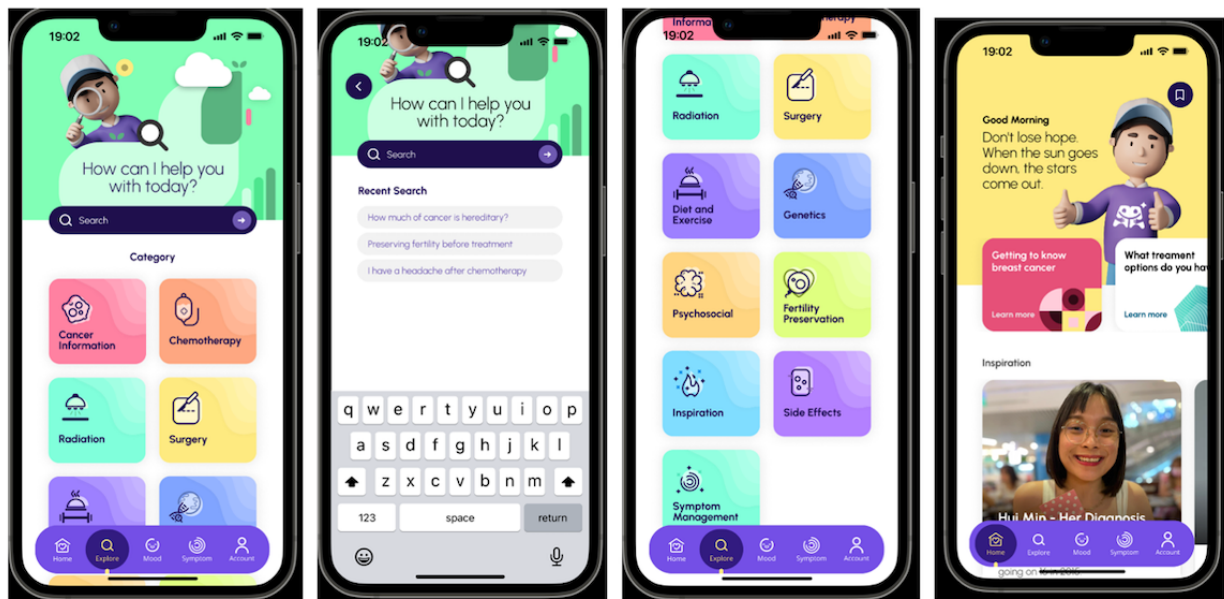 19:02
How can I help you
with today?
Search
Category
Cancer
Information
Chemotherapy
Radiation
Surgery
Home
Explore
Mood
Symptom
Account
19:02
How can I help you
with today?
Search
Recent Search
How much of cancer is hereditary?
Preserving fertility before treatment
I have a headache after chemotherapy
q w e r t y u i o p
a s d f g h j k l
z x c v b n m
123
space
return
19:02
Radiation
Surgery
Diet and
Exercise
Genetics
Psychosocial
Fertility
Preservation
Inspiration
Side Effects
Symptom
Management
Home
Explore
Mood
Symptom
Account
19:02
Good Morning
Don't lose hope.
When the sun goes
down, the stars
come out.
Getting to know
breast cancer
Learn more
What treament
options do you hav
Learn more
Inspiration
Hui Min - Her Diagnosis
Home
Explore
Mood
Symptom
Account
going on
in 2018.